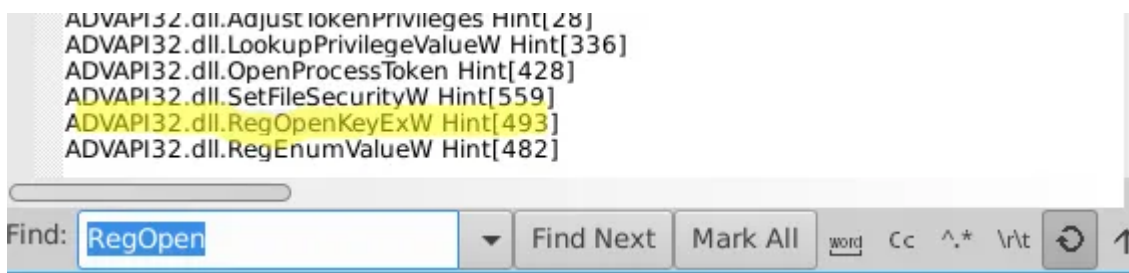 ADVAPI32.dll.AdjustTokenPrivileges Hint[28]
ADVAPI32.dll.LookupPrivilegeValueW Hint[336]
ADVAPI32.dll.OpenProcessToken Hint[428]
ADVAPI32.dll.SetFileSecurityW Hint[559]
ADVAPI32.dll.RegOpenKeyExW Hint[493]
ADVAPI32.dll.RegEnumValueW Hint[482]
Find: RegOpen Find Next Mark All word Cc ^.* \r\t